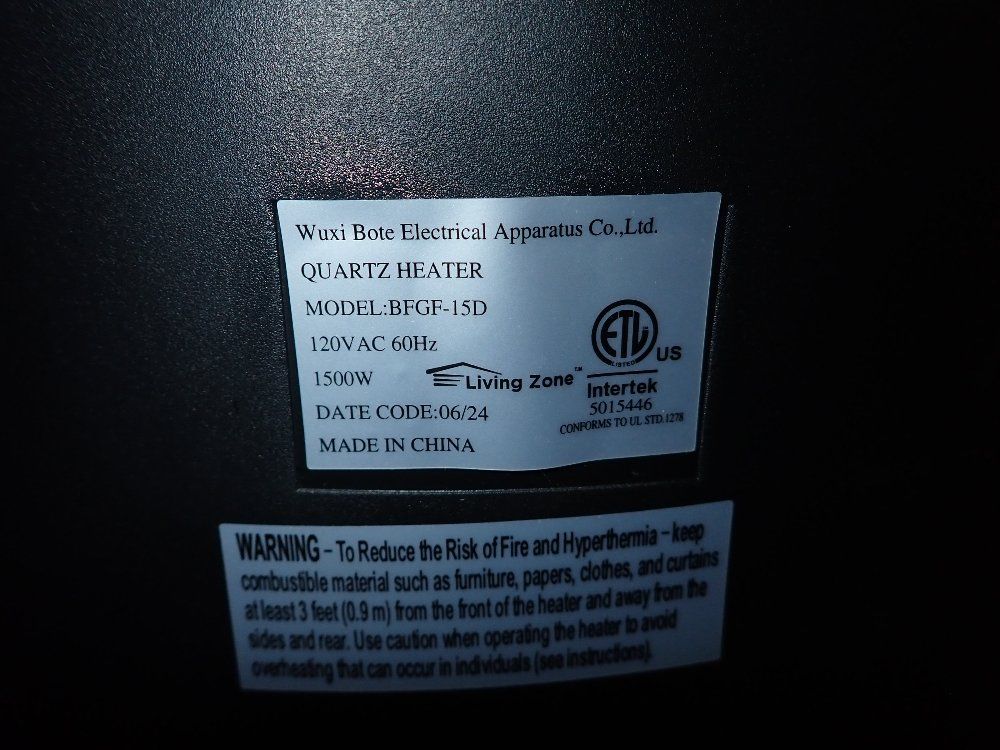 Wuxi Bote Electrical Apparatus Co.,Ltd.
QUARTZ HEATER
MODEL:BFGF-15D
120VAC 60Hz
1500W
Living Zone™
DATE CODE:06/24
MADE IN CHINA
ETL
LISTED
US
Intertek
5015446
CONFORMS TO UL STD.1278
WARNING – To Reduce the Risk of Fire and Hyperthermia – keep
combustible material such as furniture, papers, clothes, and curtains
at least 3 feet (0.9 m) from the front of the heater and away from the
sides and rear. Use caution when operating the heater to avoid
overheating that can occur in individuals (see instructions).